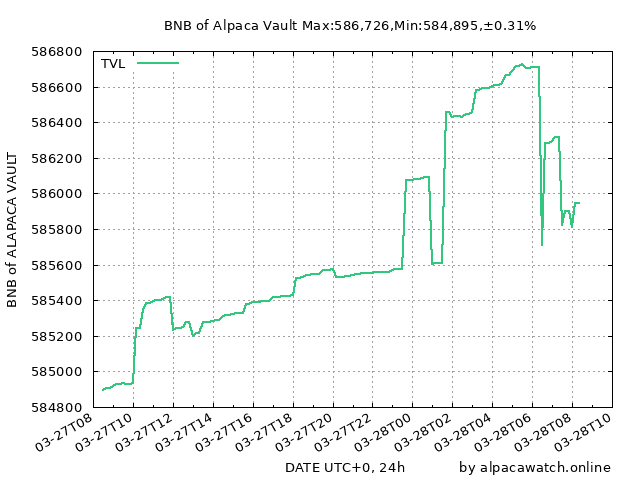 BNB of Alpaca Vault Max:586,726,Min:584,895,±0.31%
TVL
BNB of ALAPACA VAULT
586800
586600
586400
586200
586000
585800
585600
585400
585200
585000
584800
03-27T08
03-27T10
03-27T12
03-27T14
03-27T16
03-27T18
03-27T20
03-27T22
03-28T00
03-28T02
03-28T04
03-28T06
03-28T08
03-28T10
DATE UTC+0, 24h
by alpacawatch.online